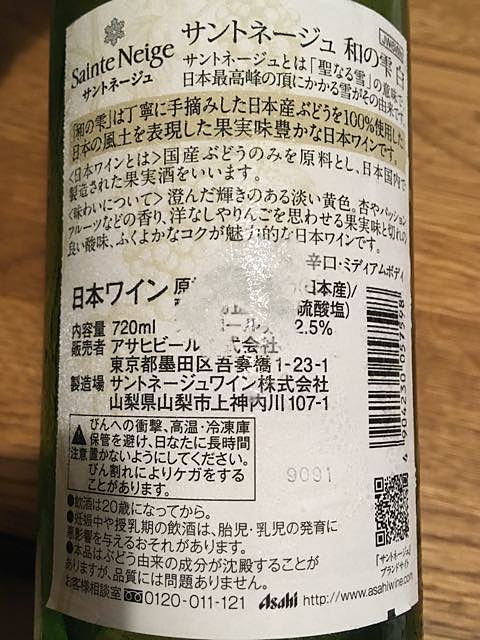 Sainte Neige
サントネージュ
サントネージュ 和の雫 白
サントネージュとは「聖なる雪」の意味で
日本最高峰の頂にかかる雪がその由来です
「和の雫」は丁寧に手摘みした日本産ぶどうを100%使用した
日本の風土を表現した果実味豊かな日本ワインです。
<日本ワインとは>国産ぶどうのみを原料とし、日本国内で
製造された果実酒をいいます。
<味わいについて>澄んだ輝きのある淡い黄色。杏やパッション
フルーツなどの香り、洋なしやりんごを思わせる果実味と切れの
良い酸味、ふくよかなコクが魅力的な日本ワインです。
辛口・ミディアムボディ
日本ワイン
日本産)/
硫酸塩)
内容量 720ml 2.5%
販売者 アサヒビール 式会社
東京都墨田区吾妻橋1-23-1
製造場 サントネージュワイン株式会社
山梨県山梨市上神内川107-1
注意 びんへの衝撃、高温・冷凍庫
保管を避け、日なたに長時間
置かないようにしてください。
びん割れによりケガをする
ことがあります。
9091
4 904230 057598
●飲酒は20歳になってから。
●妊娠中や授乳期の飲酒は、胎児・乳児の発育に
悪影響を与えるおそれがあります。
●本品はぶどう由来の成分が沈殿することが
ありますが、品質には問題ありません。
「サントネージュ」
ブランドサイト
お客様相談室 0120-011-121 Asahi http://www.asahiwine.com